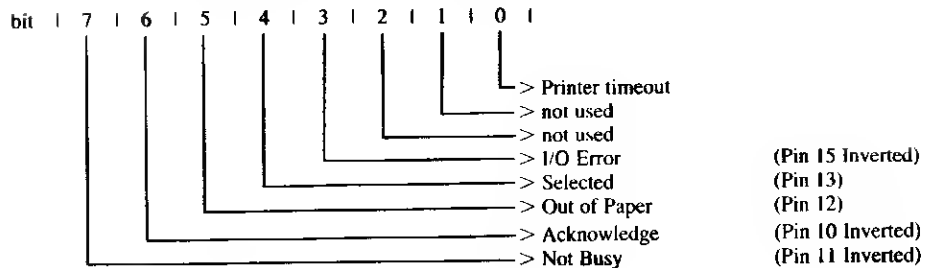 bit | 7 | 6 | 5 | 4 | 3 | 2 | 1 | 0 |
> Printer timeout
> not used
> not used
> I/O Error (Pin 15 Inverted)
> Selected (Pin 13)
> Out of Paper (Pin 12)
> Acknowledge (Pin 10 Inverted)
> Not Busy (Pin 11 Inverted)